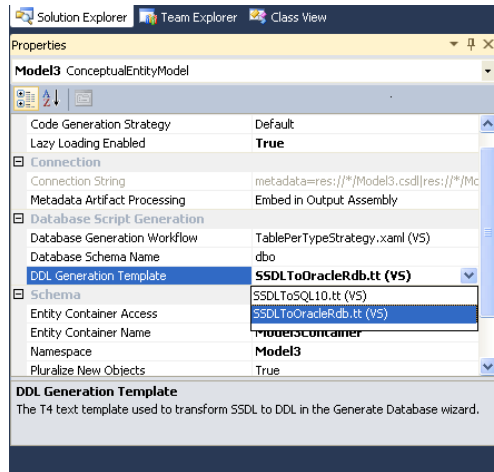 Solution Explorer Team Explorer Class View
Properties
Model3 ConceptualEntityModel
Code Generation Strategy Default
Lazy Loading Enabled True
Connection
Connection String metadata=res://*/Model3.csdl|res://*/Mc
Metadata Artifact Processing Embed in Output Assembly
Database Script Generation
Database Generation Workflow TablePerTypeStrategy.xaml (VS)
Database Schema Name dbo
DDL Generation Template SSDLToOracleRdb.tt (VS)
Schema SSDLToSQL10.tt (VS)
Entity Container Access SSDLToOracleRdb.tt (VS)
Entity Container Name Model3Container
Namespace Model3
Pluralize New Objects True
DDL Generation Template
The T4 text template used to transform SSDL to DDL in the Generate Database wizard.